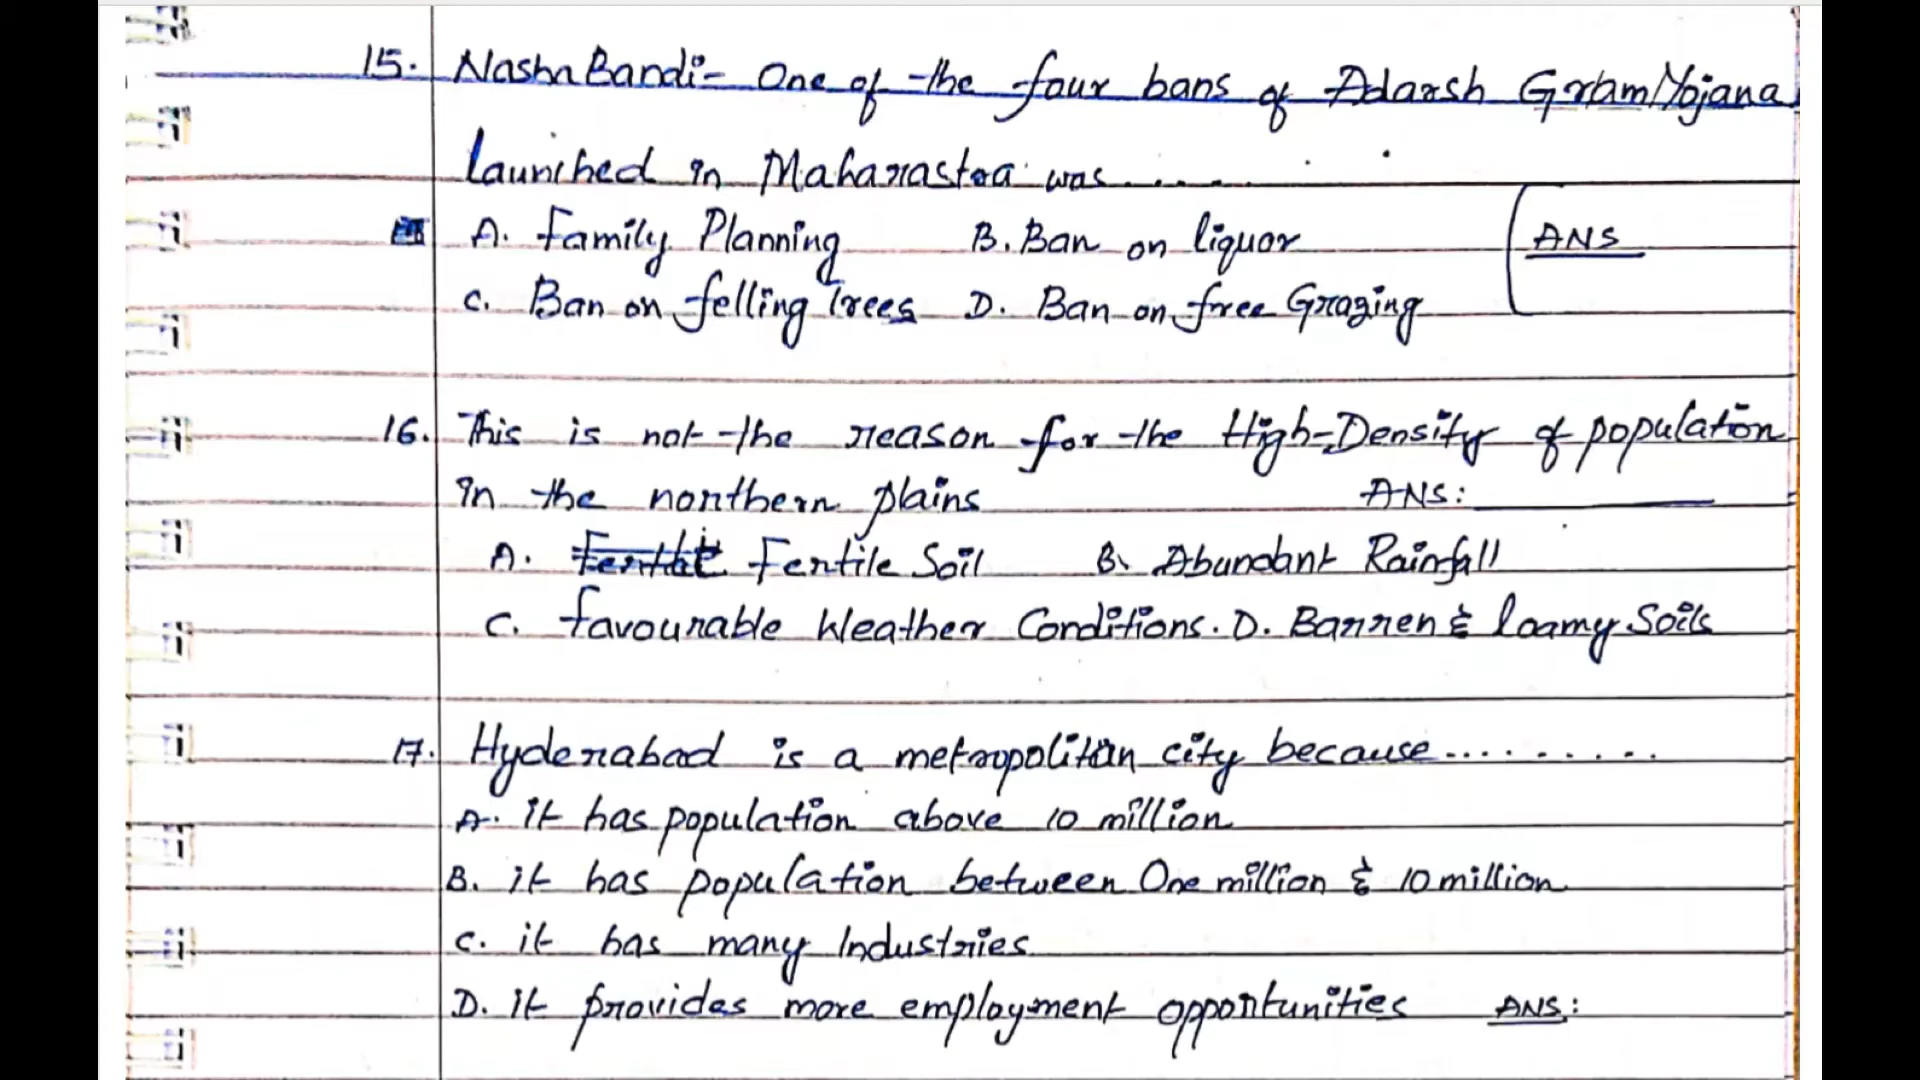 15. Nasha Bandi - One of the four bans of Adarsh Gram Yojana
Launched in Maharastra was.....
A. Family Planning B. Ban on liquor ANS
C. Ban on felling trees D. Ban on free Grazing
16. This is not the reason for the High-Density of population
in the northern plains ANS:
A. Fertile Soil B. Abundant Rainfall
C. favourable Weather Conditions. D. Barren & loamy Soils
17. Hyderabad is a metropolitan city because..........
A. it has population above 10 million
B. it has population between One million & 10 million
C. it has many Industries
D. it provides more employment opportunities ANS: